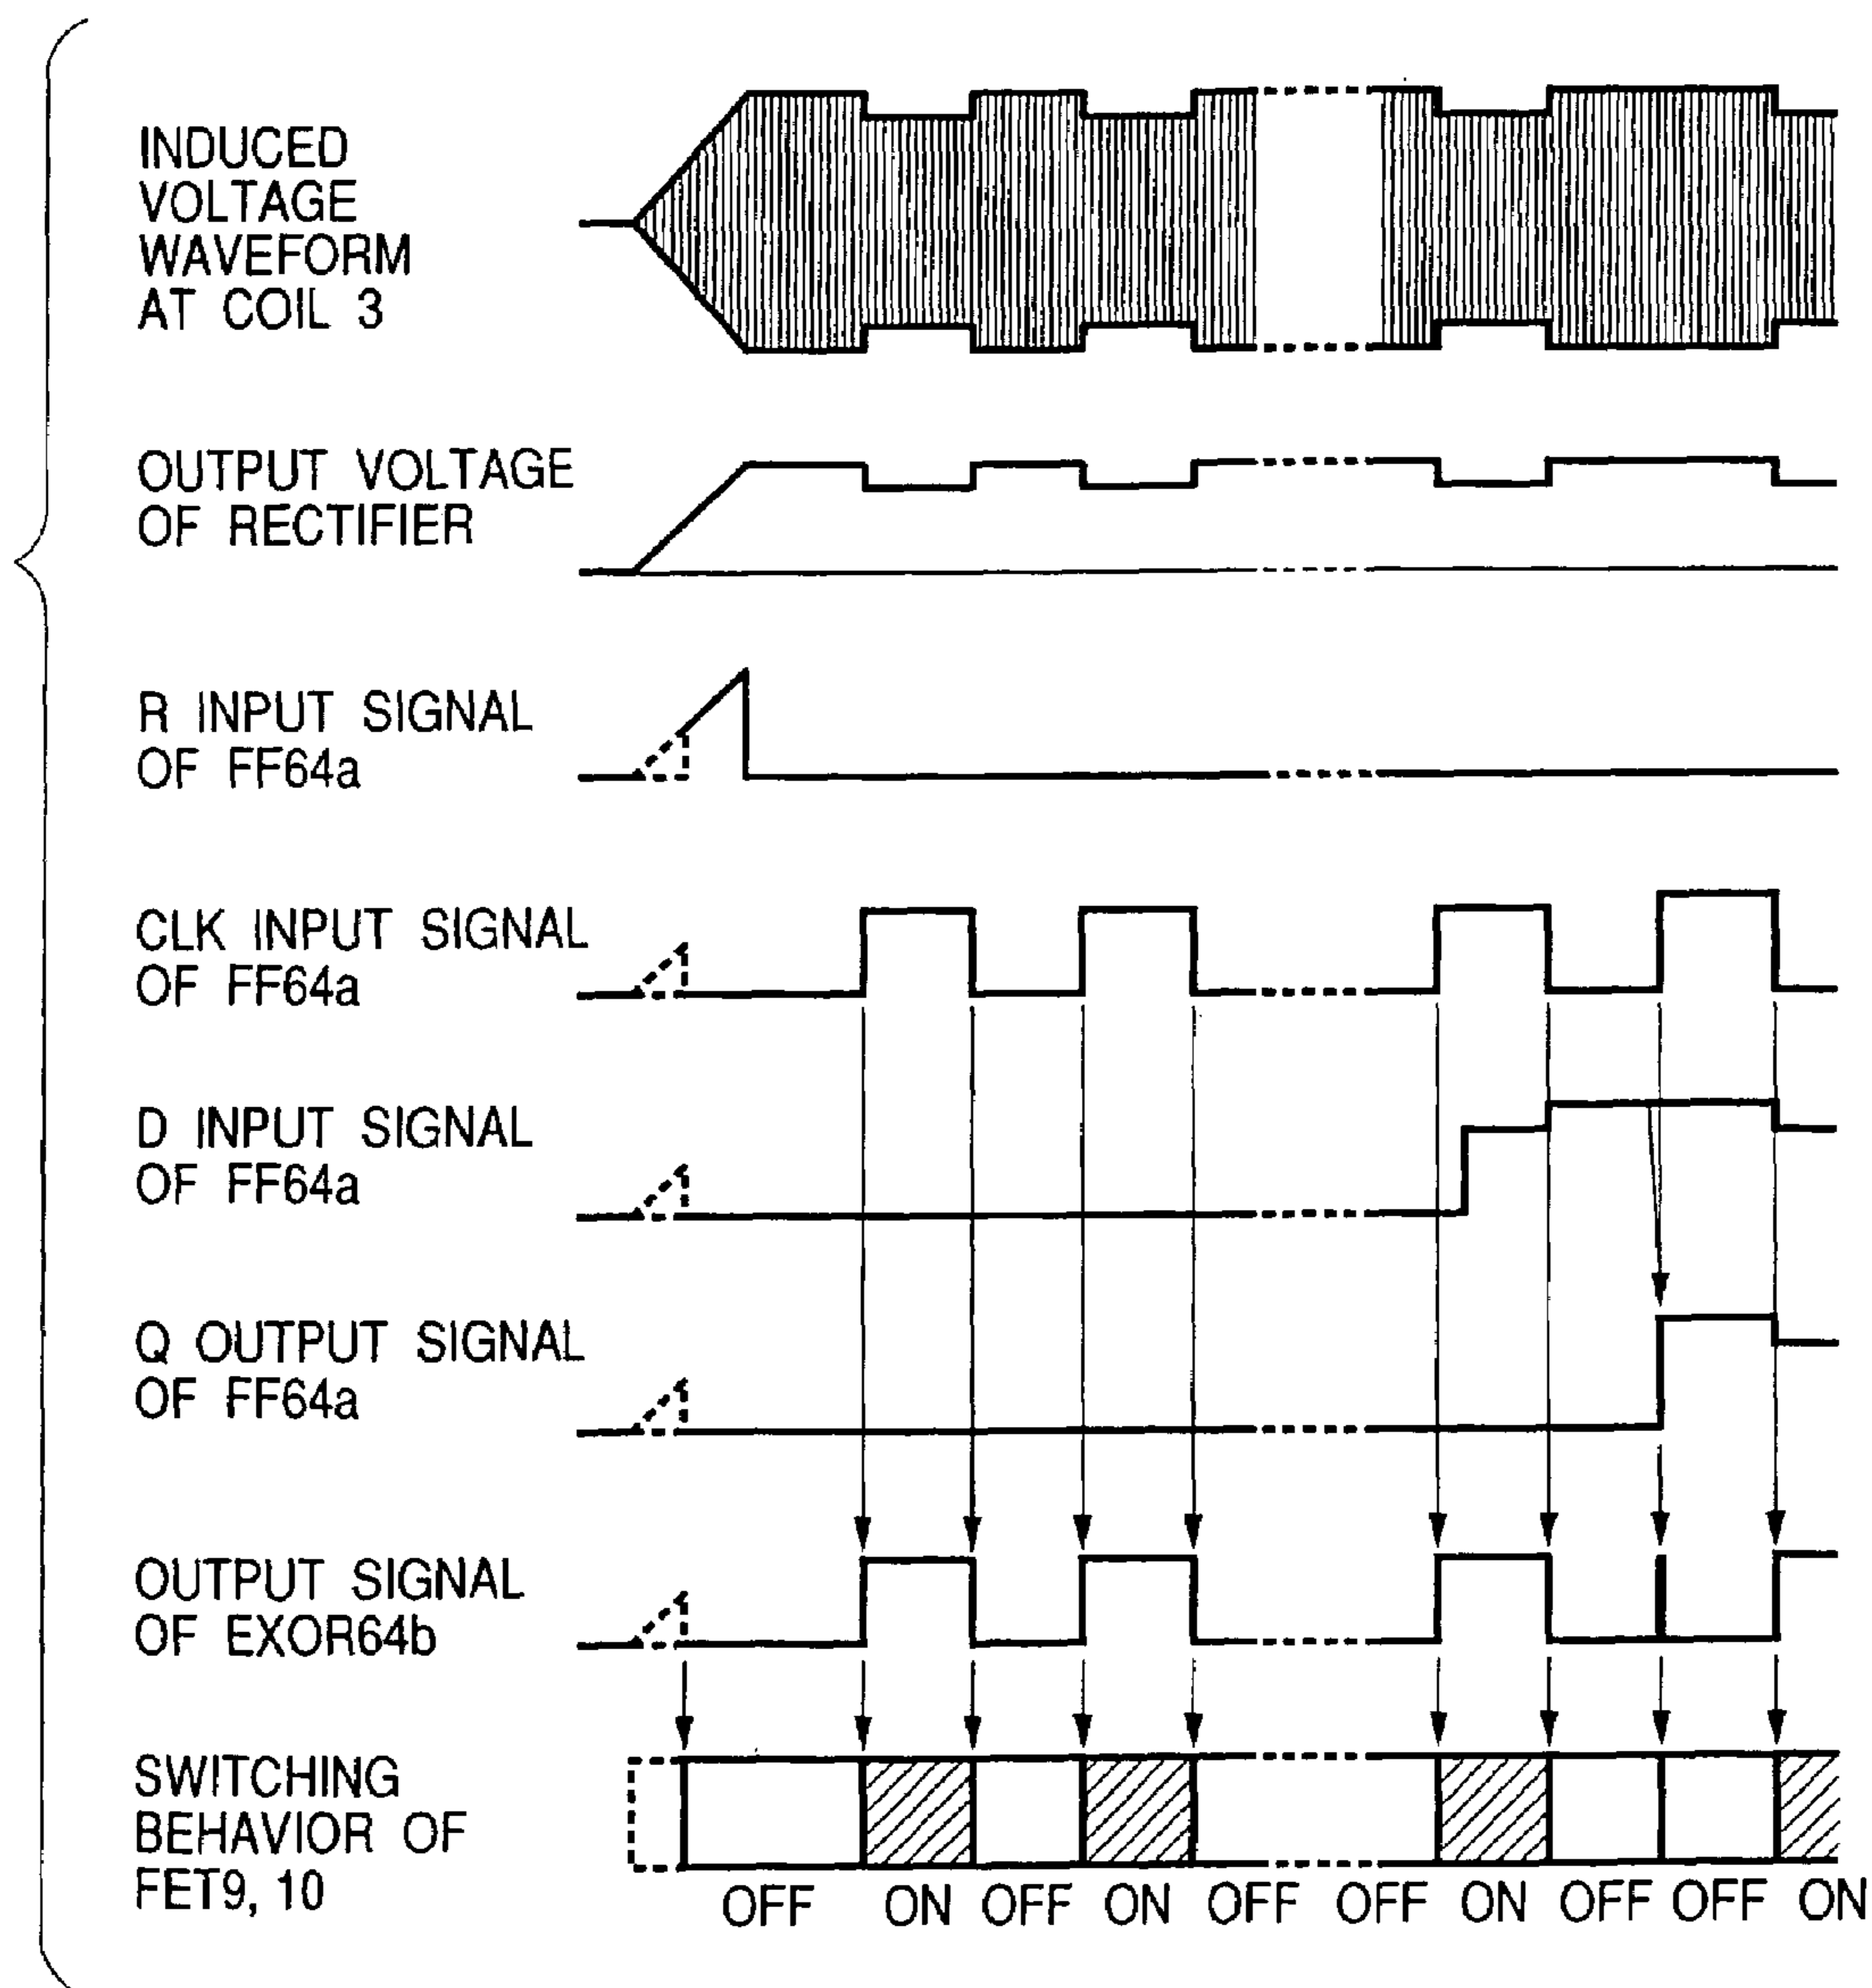 INDUCED
VOLTAGE
WAVEFORM
AT COIL 3
OUTPUT VOLTAGE
OF RECTIFIER
R INPUT SIGNAL
OF FF64a
CLK INPUT SIGNAL
OF FF64a
D INPUT SIGNAL
OF FF64a
Q OUTPUT SIGNAL
OF FF64a
OUTPUT SIGNAL
OF EXOR64b
SWITCHING
BEHAVIOR OF
FET9, 10
OFF ON OFF ON OFF OFF ON OFF OFF ON